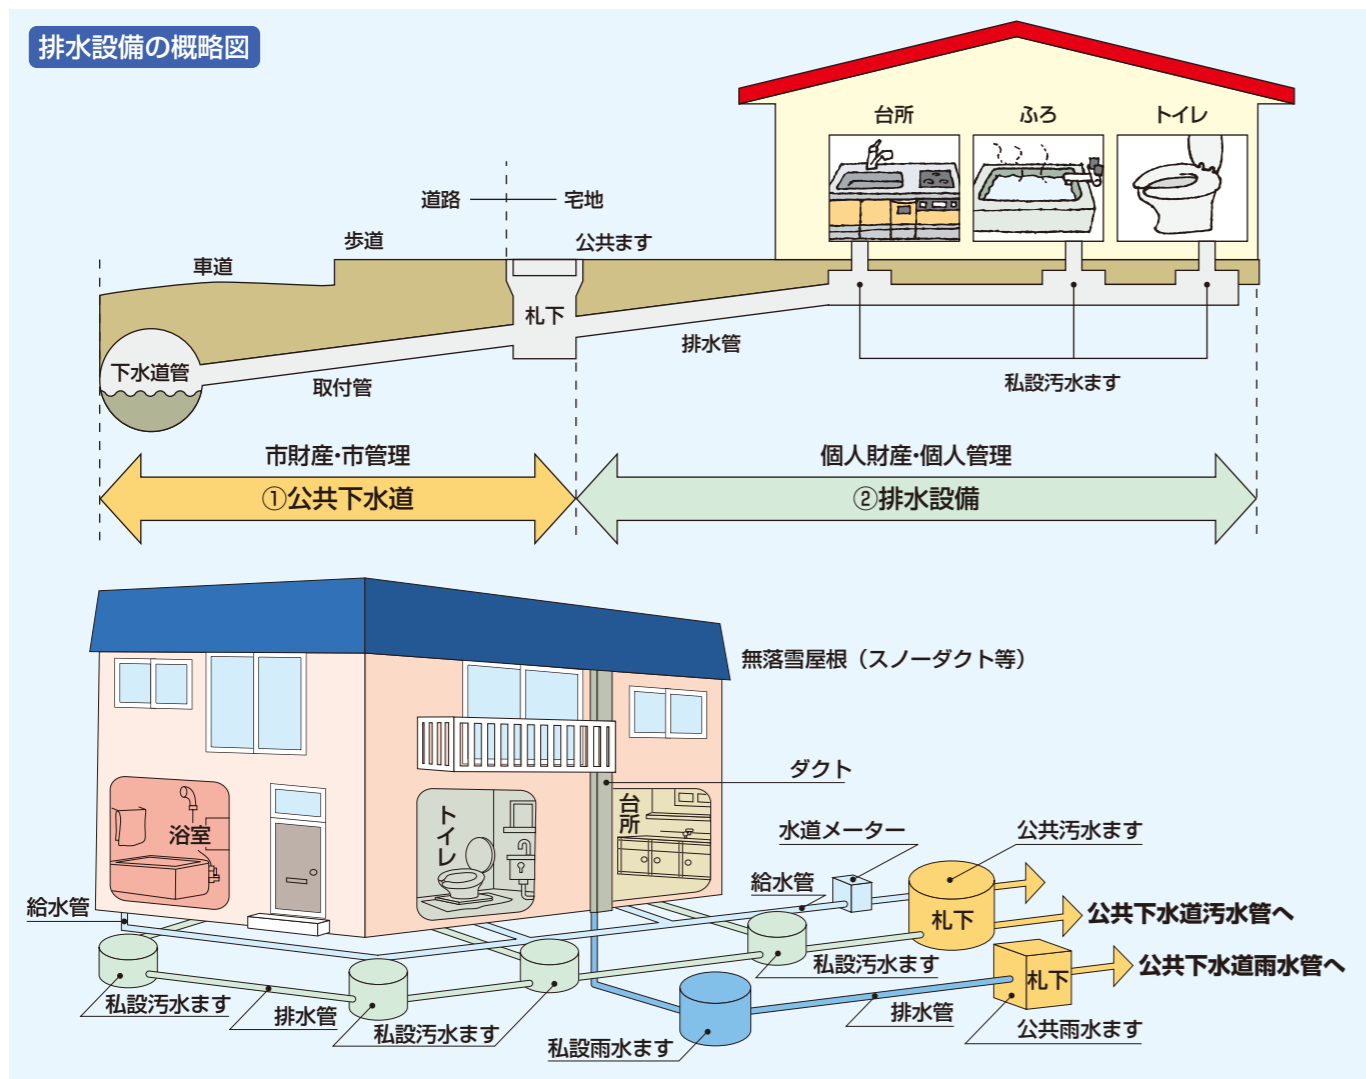 排水設備の概略図
台所
ふろ
トイレ
道路
宅地
歩道
公共ます
車道
札下
下水道管
排水管
取付管
私設汚水ます
市財産・市管理
個人財産・個人管理
①公共下水道
②排水設備
無落雪屋根（スノーダクト等）
ダクト
浴室
トイレ
台所
水道メーター
公共汚水ます
給水管
給水管
札下
公共下水道汚水管へ
私設汚水ます
公共下水道雨水管へ
札下
私設汚水ます
排水管
私設汚水ます
排水管
公共雨水ます
私設雨水ます